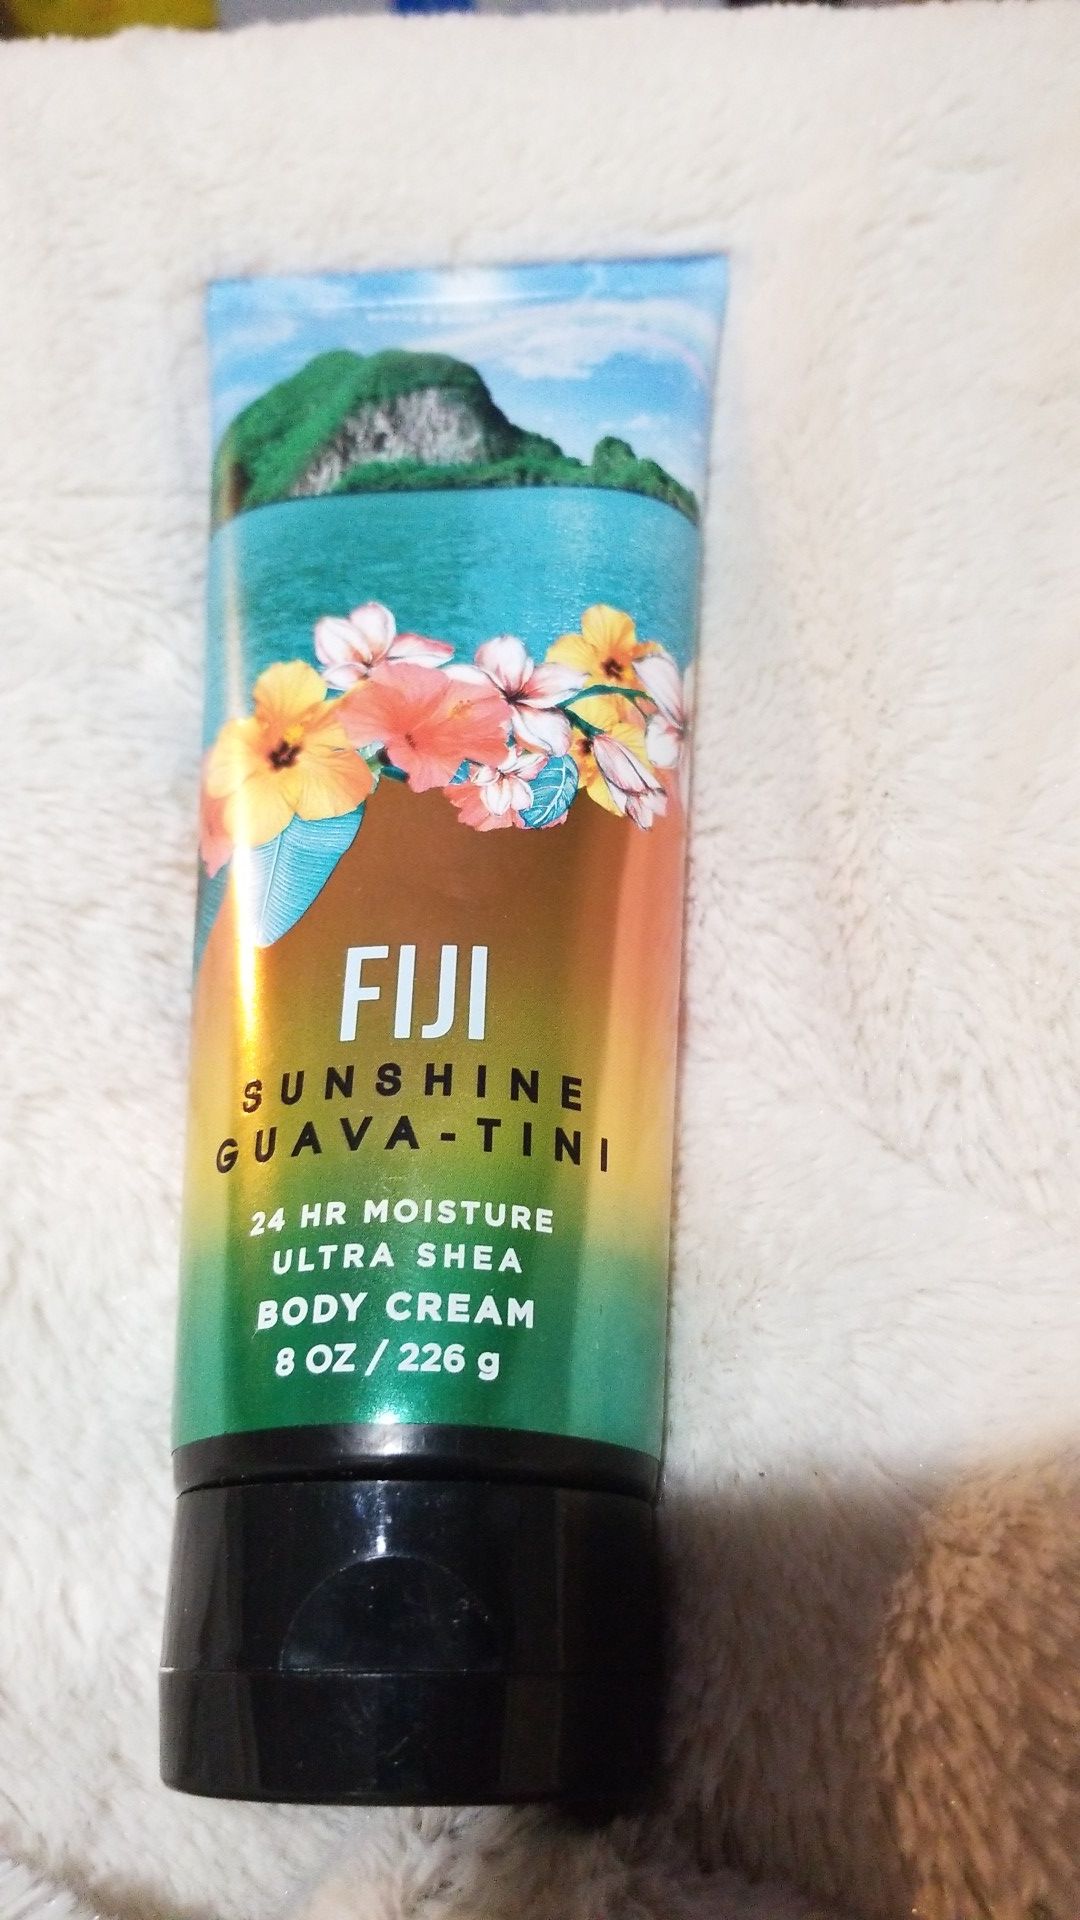 FIJI
SUNSHINE
GUAVA-TINI
24 HR MOISTURE
ULTRA SHEA
BODY CREAM
8 OZ / 226 g